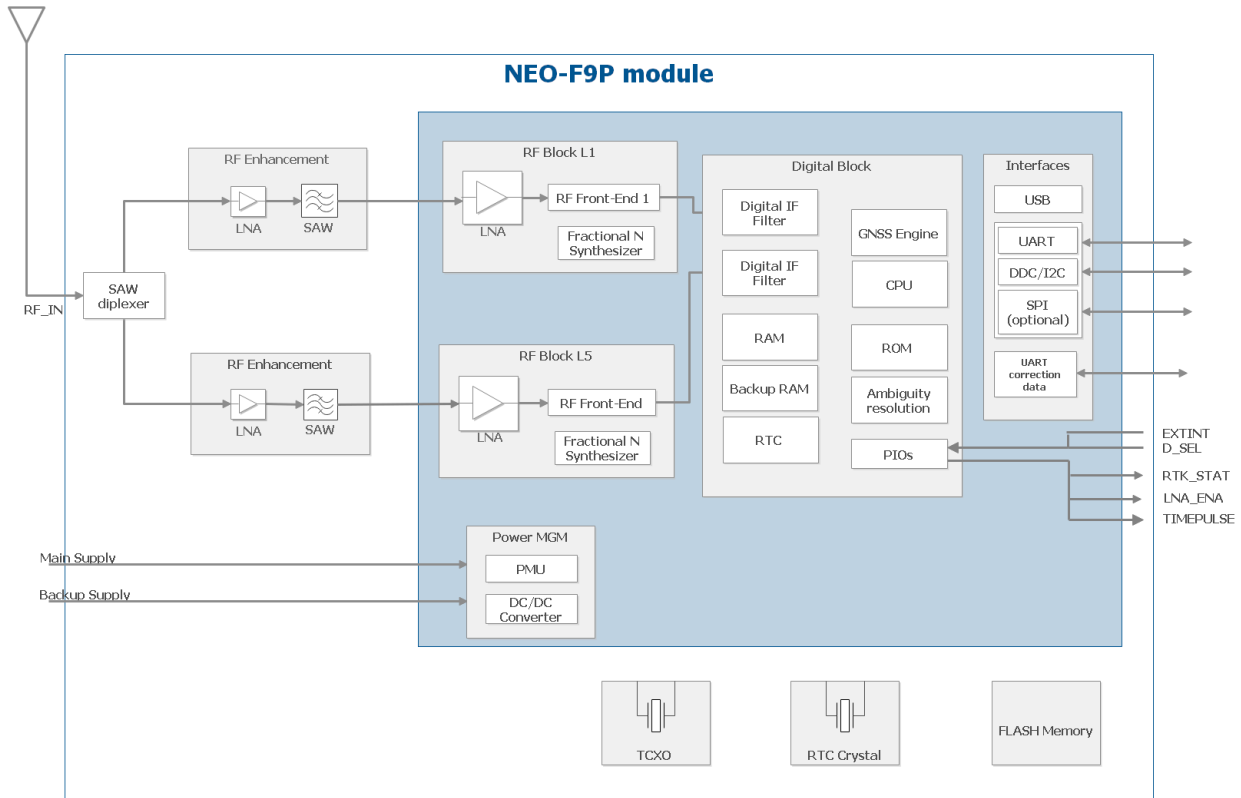 NEO-F9P module
RF_IN
SAW
diplexer
RF Enhancement
LNA
SAW
RF Enhancement
LNA
SAW
RF Block L1
LNA
RF Front-End 1
Fractional N
Synthesizer
RF Block L5
LNA
RF Front-End
Fractional N
Synthesizer
Digital Block
Digital IF
Filter
Digital IF
Filter
RAM
Backup RAM
RTC
GNSS Engine
CPU
ROM
Ambiguity
resolution
PIOs
Interfaces
USB
UART
DDC/I2C
SPI
(optional)
UART
correction
data
EXTINT
D_SEL
RTK_STAT
LNA_ENA
TIMEPULSE
Main Supply
Backup Supply
Power MGM
PMU
DC/DC
Converter
TCXO
RTC Crystal
FLASH Memory